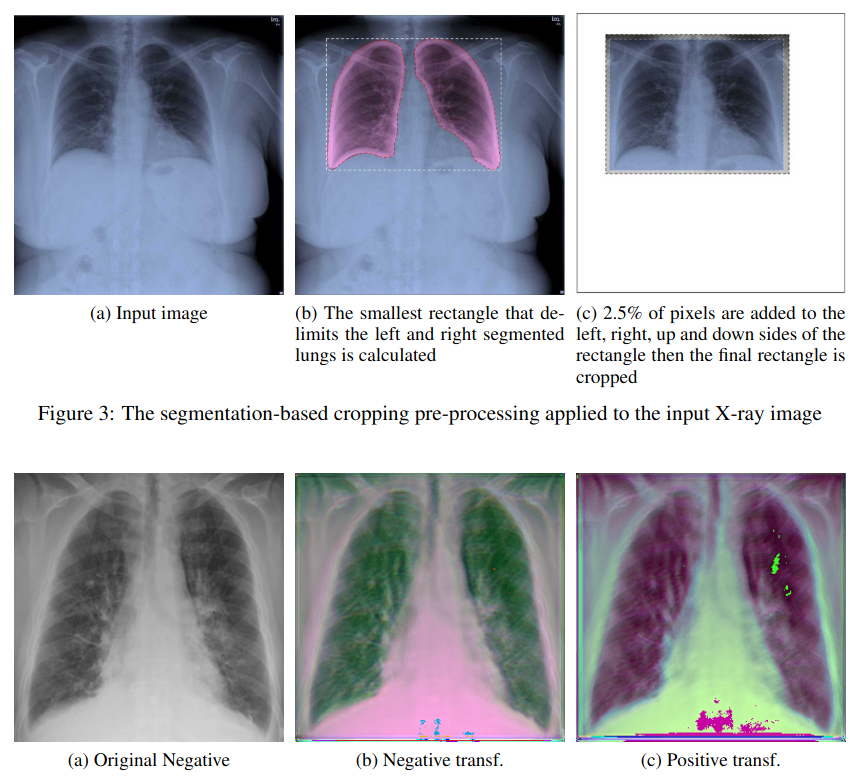 (a) Input image
(b) The smallest rectangle that de-
limits the left and right segmented
lungs is calculated
(c) 2.5% of pixels are added to the
left, right, up and down sides of the
rectangle then the final rectangle is
cropped
Figure 3: The segmentation-based cropping pre-processing applied to the input X-ray image
(a) Original Negative
(b) Negative transf.
(c) Positive transf.